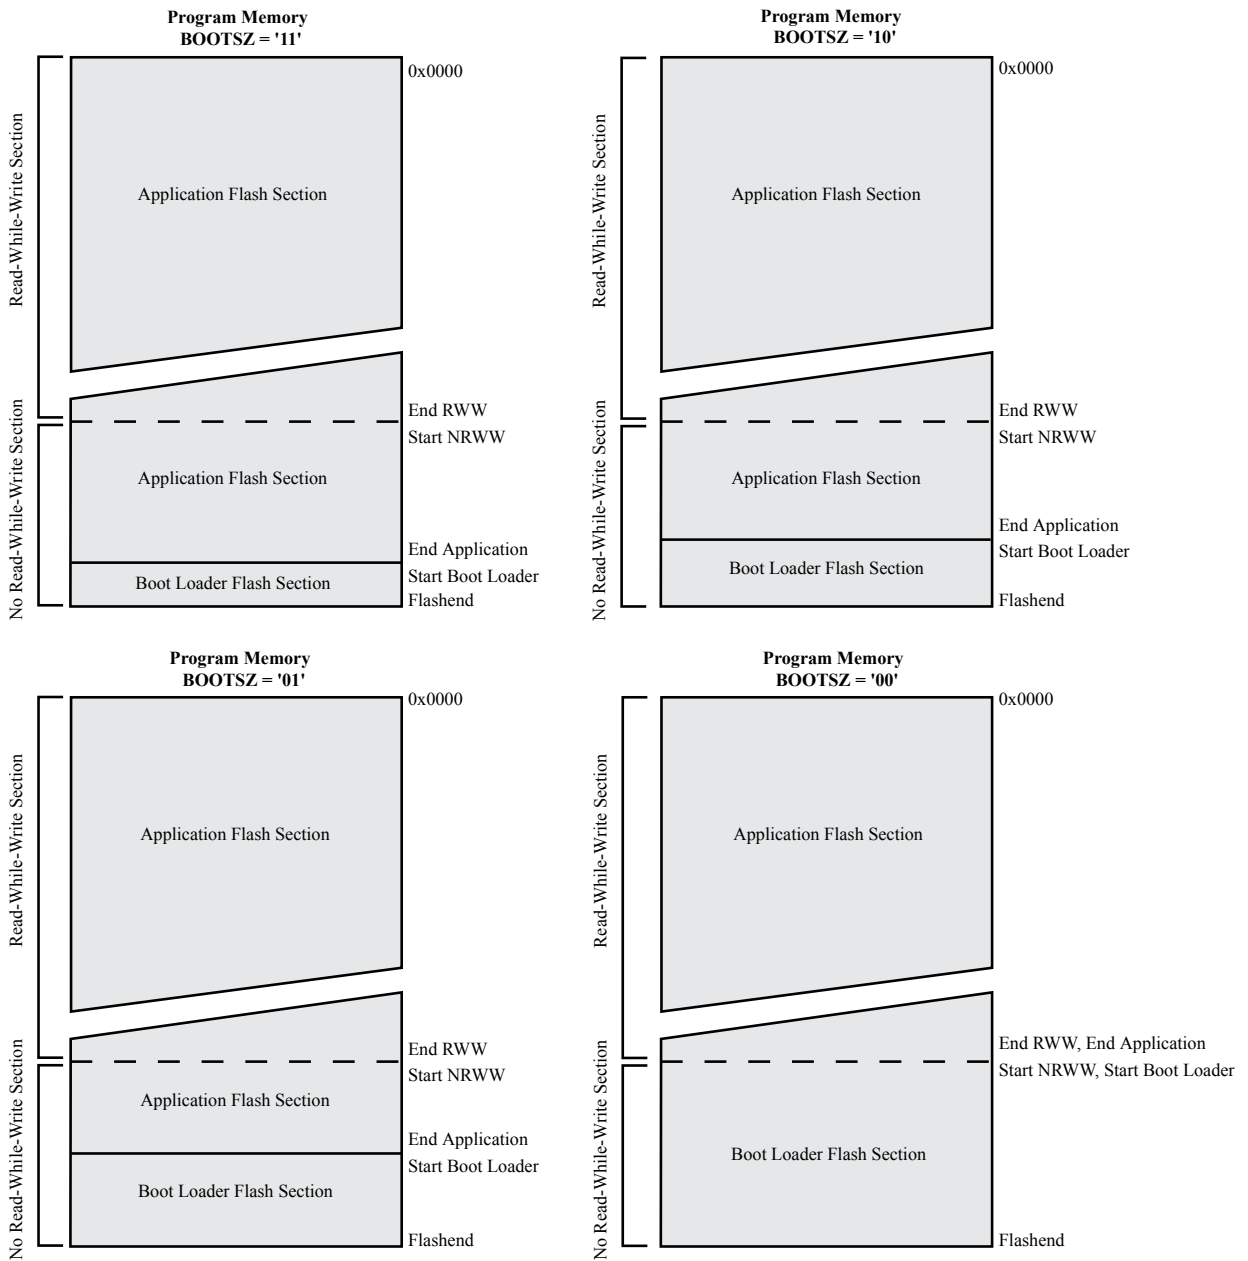 Program Memory
BOOTSZ = '11'
0x0000
Read-While-Write Section
Application Flash Section
End RWW
Start NRWW
No Read-While-Write Section
Application Flash Section
End Application
Start Boot Loader
Boot Loader Flash Section
Flashend
Program Memory
BOOTSZ = '10'
0x0000
Read-While-Write Section
Application Flash Section
End RWW
Start NRWW
No Read-While-Write Section
Application Flash Section
End Application
Start Boot Loader
Boot Loader Flash Section
Flashend
Program Memory
BOOTSZ = '01'
0x0000
Read-While-Write Section
Application Flash Section
End RWW
Start NRWW
No Read-While-Write Section
Application Flash Section
End Application
Start Boot Loader
Boot Loader Flash Section
Flashend
Program Memory
BOOTSZ = '00'
0x0000
Read-While-Write Section
Application Flash Section
End RWW, End Application
Start NRWW, Start Boot Loader
No Read-While-Write Section
Boot Loader Flash Section
Flashend